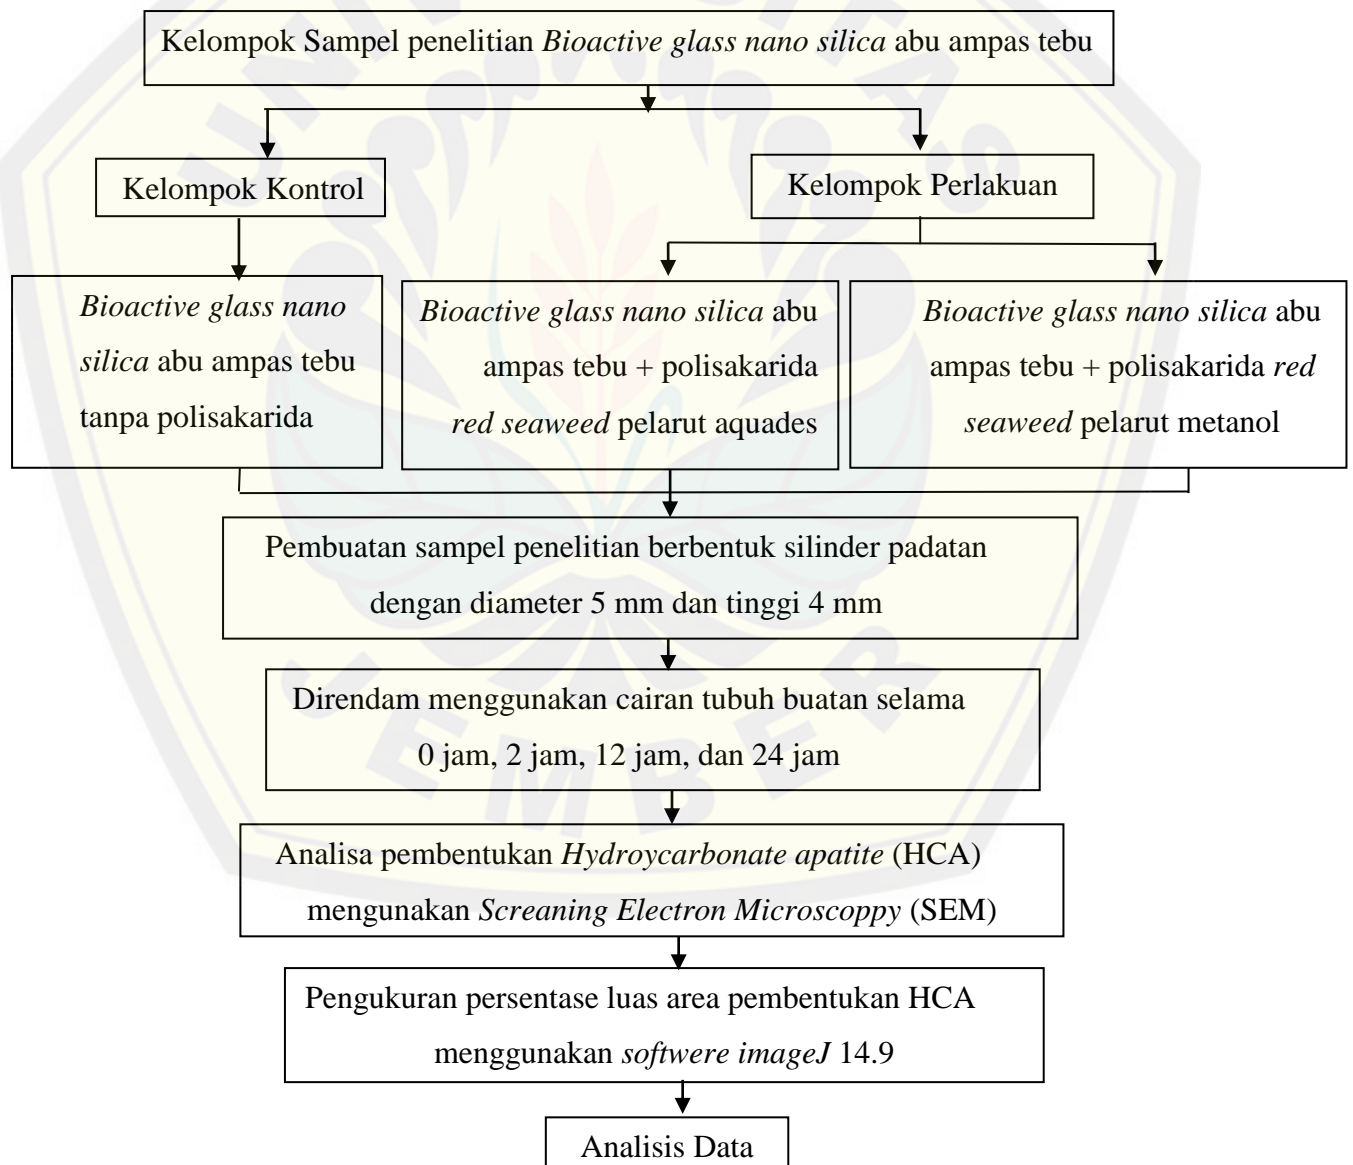 Kelompok Sampel penelitian Bioactive glass nano silica abu ampas tebu
Kelompok Kontrol
Kelompok Perlakuan
Bioactive glass nano
silica abu ampas tebu
tanpa polisakarida
Bioactive glass nano silica abu
ampas tebu + polisakarida
red seaweed pelarut aquades
Bioactive glass nano silica abu
ampas tebu + polisakarida red
seaweed pelarut metanol
Pembuatan sampel penelitian berbentuk silinder padatan
dengan diameter 5 mm dan tinggi 4 mm
Direndam menggunakan cairan tubuh buatan selama
0 jam, 2 jam, 12 jam, dan 24 jam
Analisa pembentukan Hydroycarbonate apatite (HCA)
mengunakan Screaning Electron Microscoppy (SEM)
Pengukuran persentase luas area pembentukan HCA
menggunakan softwere imageJ 14.9
Analisis Data
UNIVERSITAS
JEMBER